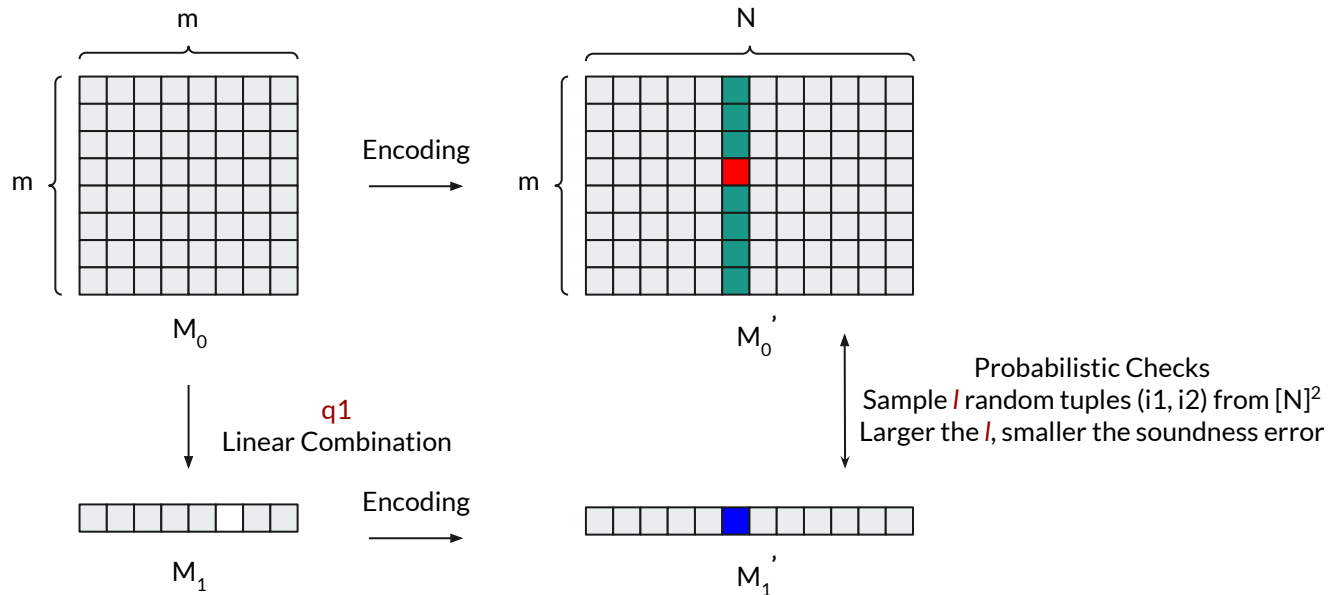 m
N
m
Encoding
m
M₀
M₀’
Probabilistic Checks
Sample l random tuples (i1, i2) from [N]²
Larger the l, smaller the soundness error
q1
Linear Combination
Encoding
M₁
M₁’